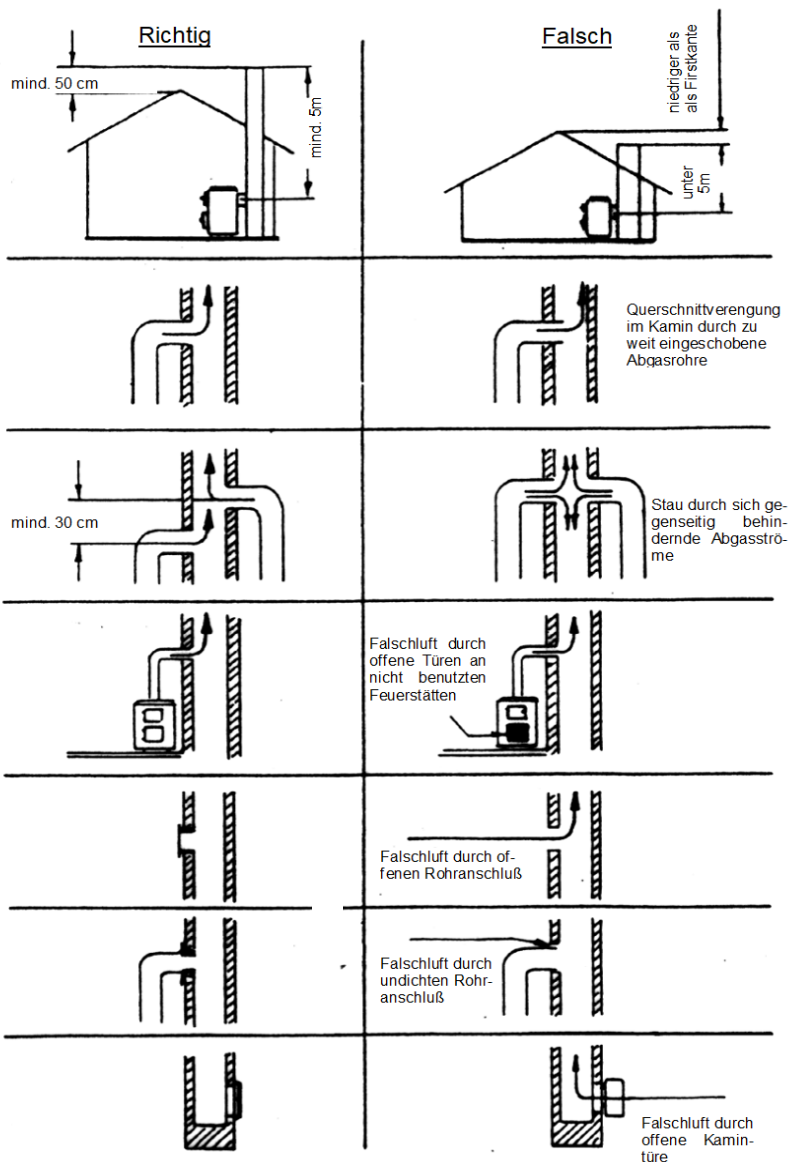 Richtig
Falsch
mind. 50 cm
mind. 5m
niedriger als
als Firstkante
unter
5m
Querschnittverengung
im Kamin durch zu
weit eingeschobene
Abgasrohre
mind. 30 cm
Stau durch sich ge-
genseitig behin-
dernde Abgasströ-
me
Falschluft durch
offene Türen an
nicht benutzten
Feuerstätten
Falschluft durch of-
fenen Rohranschluß
Falschluft durch
undichten Rohr-
anschluß
Falschluft durch
offene Kamin-
türe